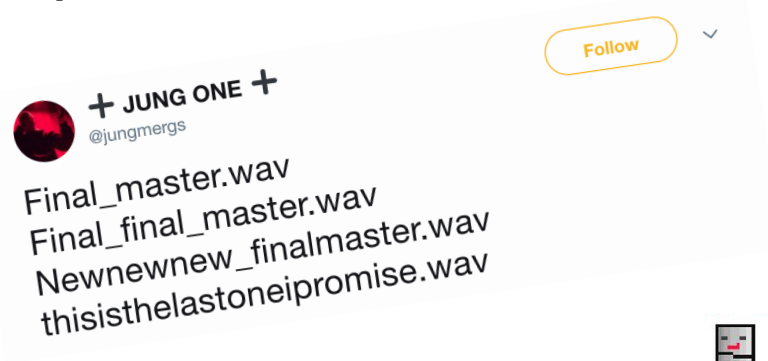 ➕ JUNG ONE ➕
@jungmergs
Follow
Final_master.wav
Final_final_master.wav
Newnewnew_finalmaster.wav
thisisthelastoneipromise.wav